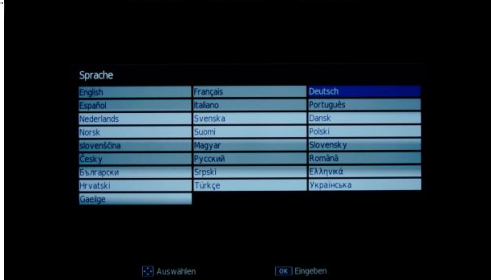 Sprache
English Français Deutsch
Español Italiano Português
Nederlands Svenska Dansk
Norsk Suomi Polski
slovenščina Magyar Slovensky
Česky Русский Română
Български Srpski Ελληνικά
Hrvatski Türkçe Українська
Gaeilge
Auswählen OK Eingeben